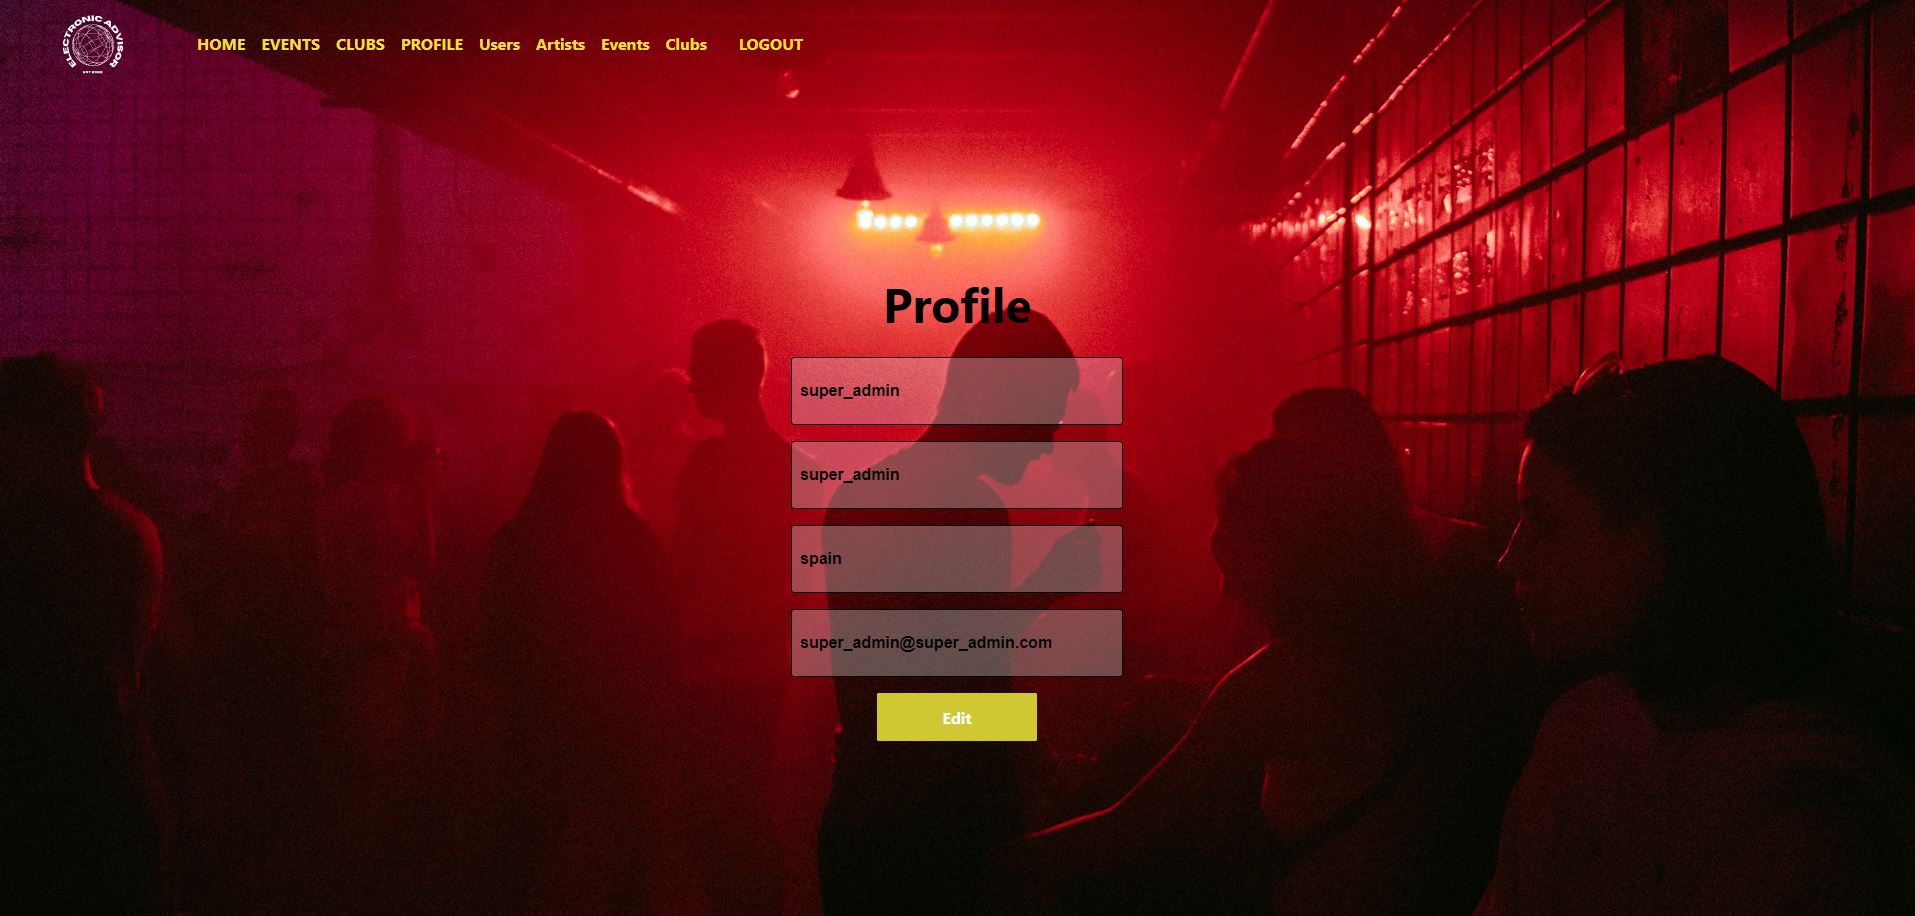 ELECTRONIC ADVISOR
EST 2022
HOME EVENTS CLUBS PROFILE Users Artists Events Clubs LOGOUT
Profile
super_admin
super_admin
spain
super_admin@super_admin.com
Edit